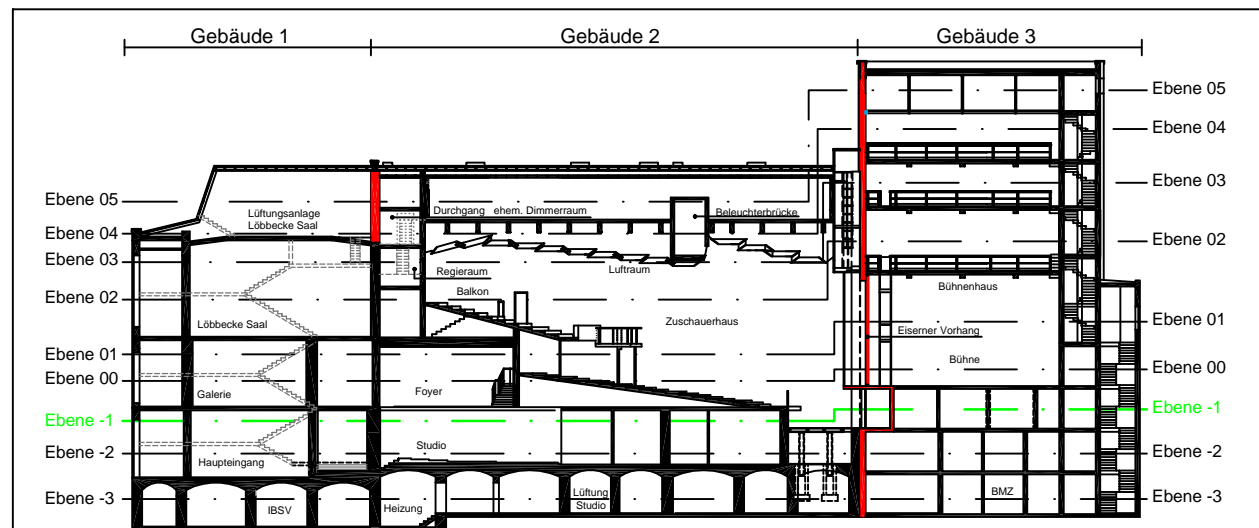 Gebäude 1
Gebäude 2
Gebäude 3
Ebene 05
Ebene 04
Ebene 03
Ebene 02
Ebene 01
Ebene 00
Ebene -1
Ebene -2
Ebene -3
Lüftungsanlage
Löbbecke Saal
Löbbecke Saal
Galerie
Haupteingang
IBSV
Durchgang ehem. Dimmerraum
Beleuchterbrücke
Regieraum
Luftraum
Balkon
Zuschauerhaus
Foyer
Studio
Heizung
Lüftung
Studio
Bühnenhaus
Eiserner Vorhang
Bühne
BMZ
Ebene 05
Ebene 04
Ebene 03
Ebene 02
Ebene 01
Ebene 00
Ebene -1
Ebene -2
Ebene -3